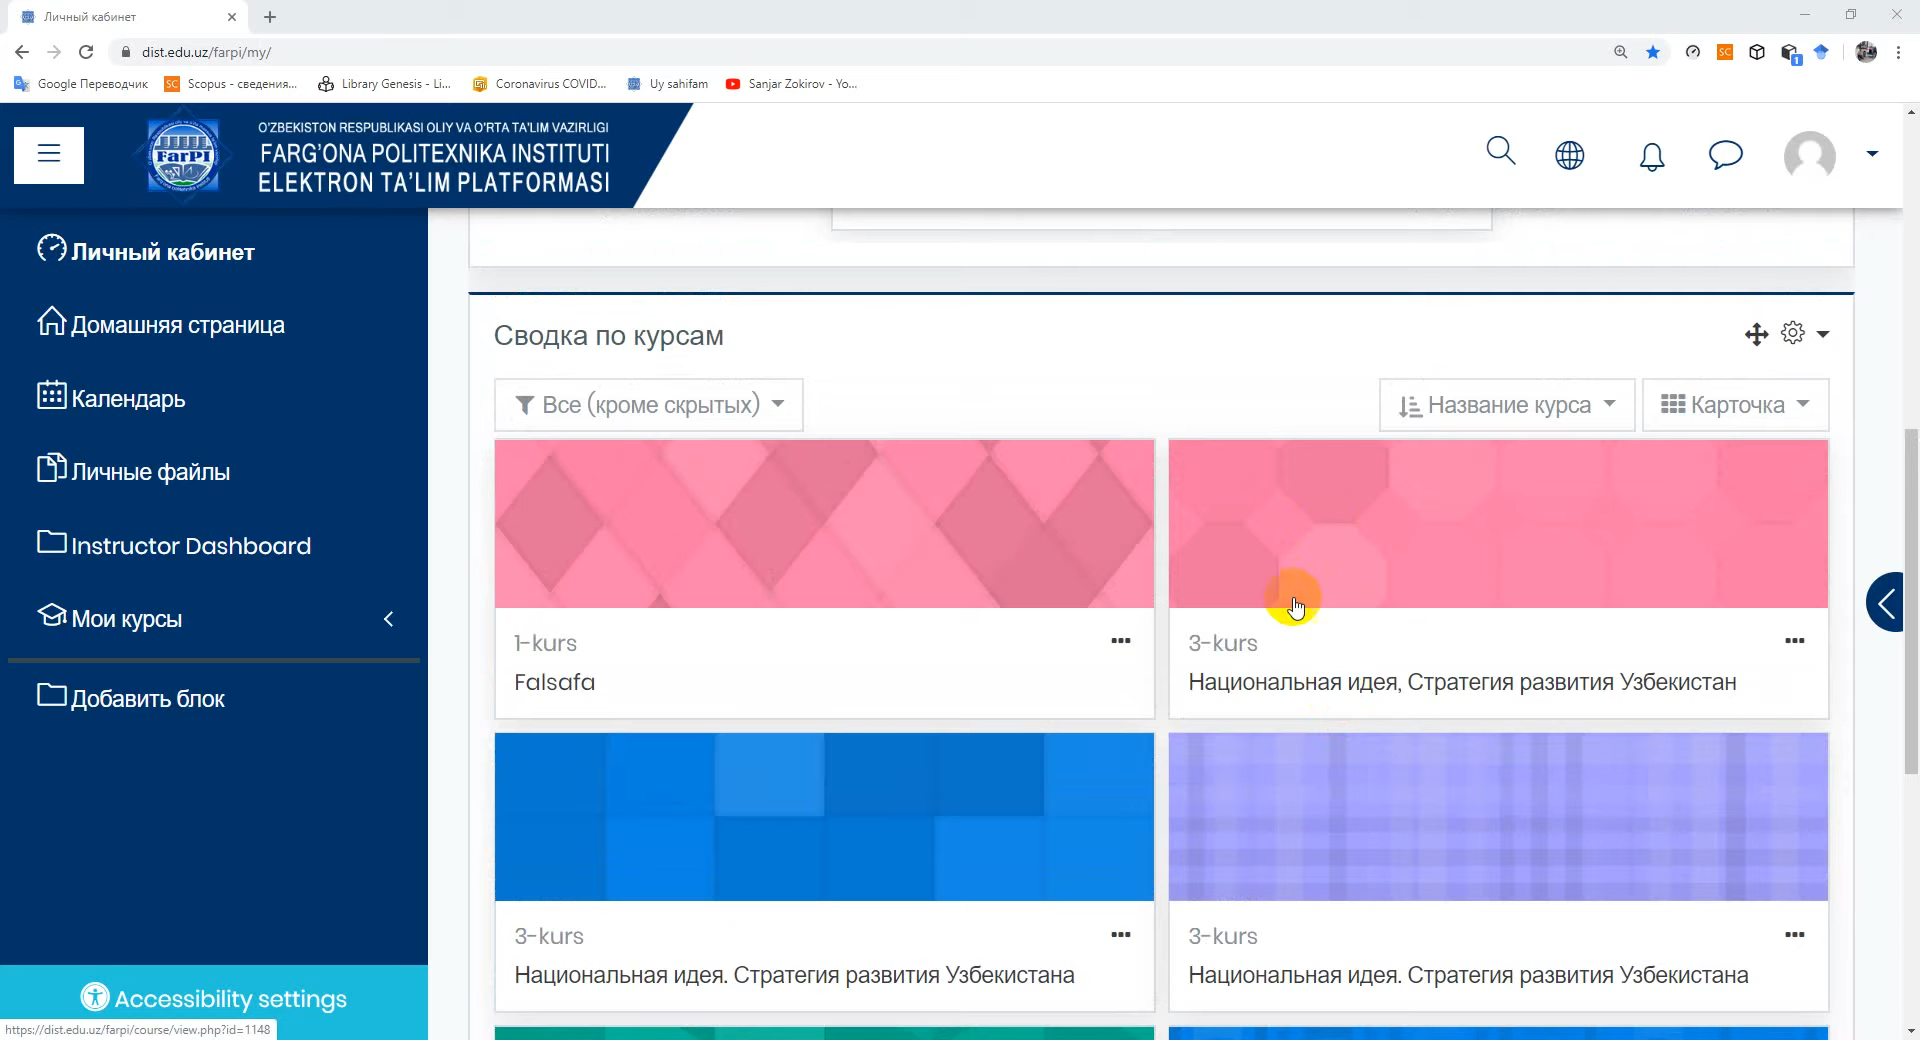 Личный кабинет
dist.edu.uz/farpi/my/
Google Переводчик
SC Scopus - сведения...
Library Genesis - Li...
Coronavirus COVID...
Uy sahifam
Sanjar Zokirov - Yo...
SC
1
FarPI
O'ZBEKISTON RESPUBLIKASI OLIY VA O'RTA TA'LIM VAZIRLIGI
FARG'ONA POLITEXNIKA INSTITUTI
ELEKTRON TA'LIM PLATFORMASI
Личный кабинет
Домашняя страница
Календарь
Личные файлы
Instructor Dashboard
Мои курсы
Добавить блок
Accessibility settings
https://dist.edu.uz/farpi/course/view.php?id=1148
Сводка по курсам
Все (кроме скрытых)
Название курса
Карточка
1-kurs
Falsafa
3-kurs
Национальная идея, Стратегия развития Узбекистан
3-kurs
Национальная идея. Стратегия развития Узбекистана
3-kurs
Национальная идея. Стратегия развития Узбекистана